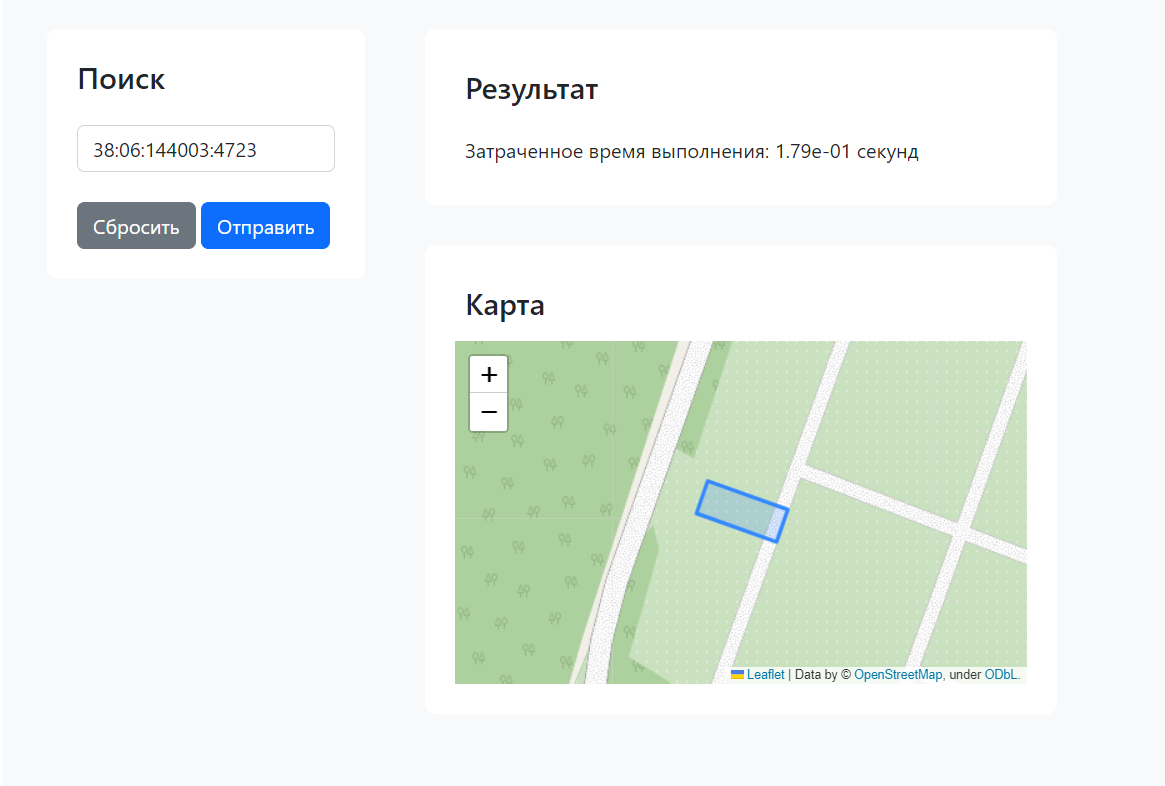 Поиск
38:06:144003:4723
Сбросить Отправить
Результат
Затраченное время выполнения: 1.79e-01 секунд
Карта
+
−
Leaflet | Data by © OpenStreetMap, under ODbL.